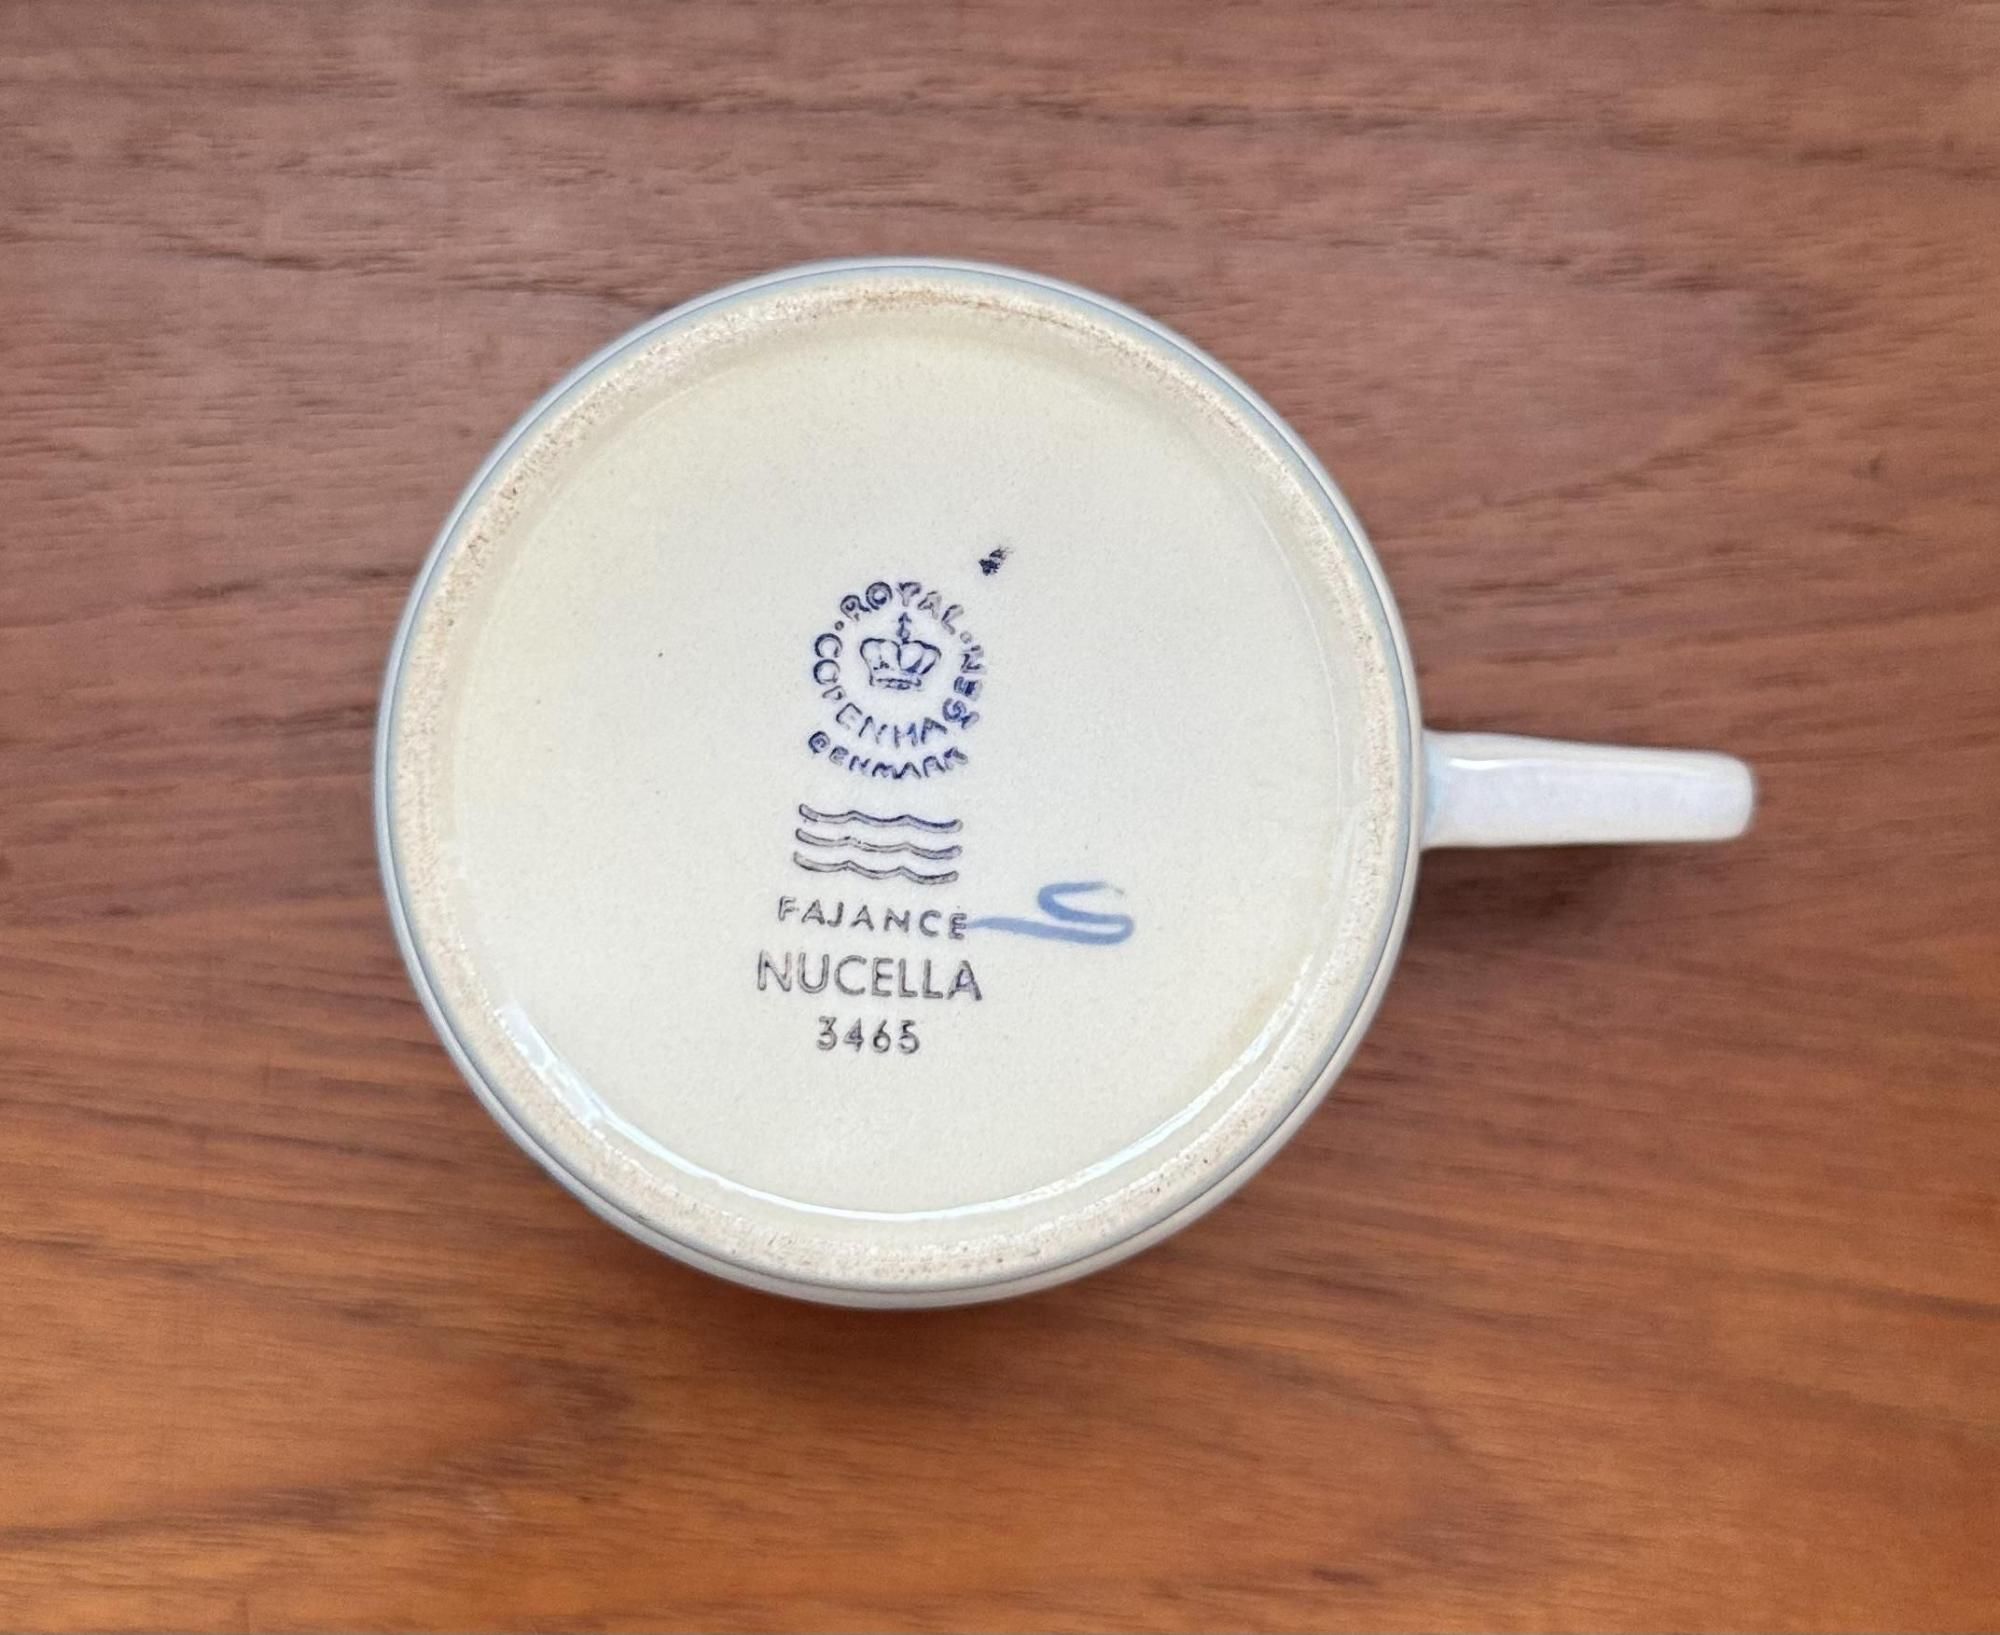 ROYAL
COPENHAGEN
DENMARK
FAJANCE
NUCELLA
3465
S